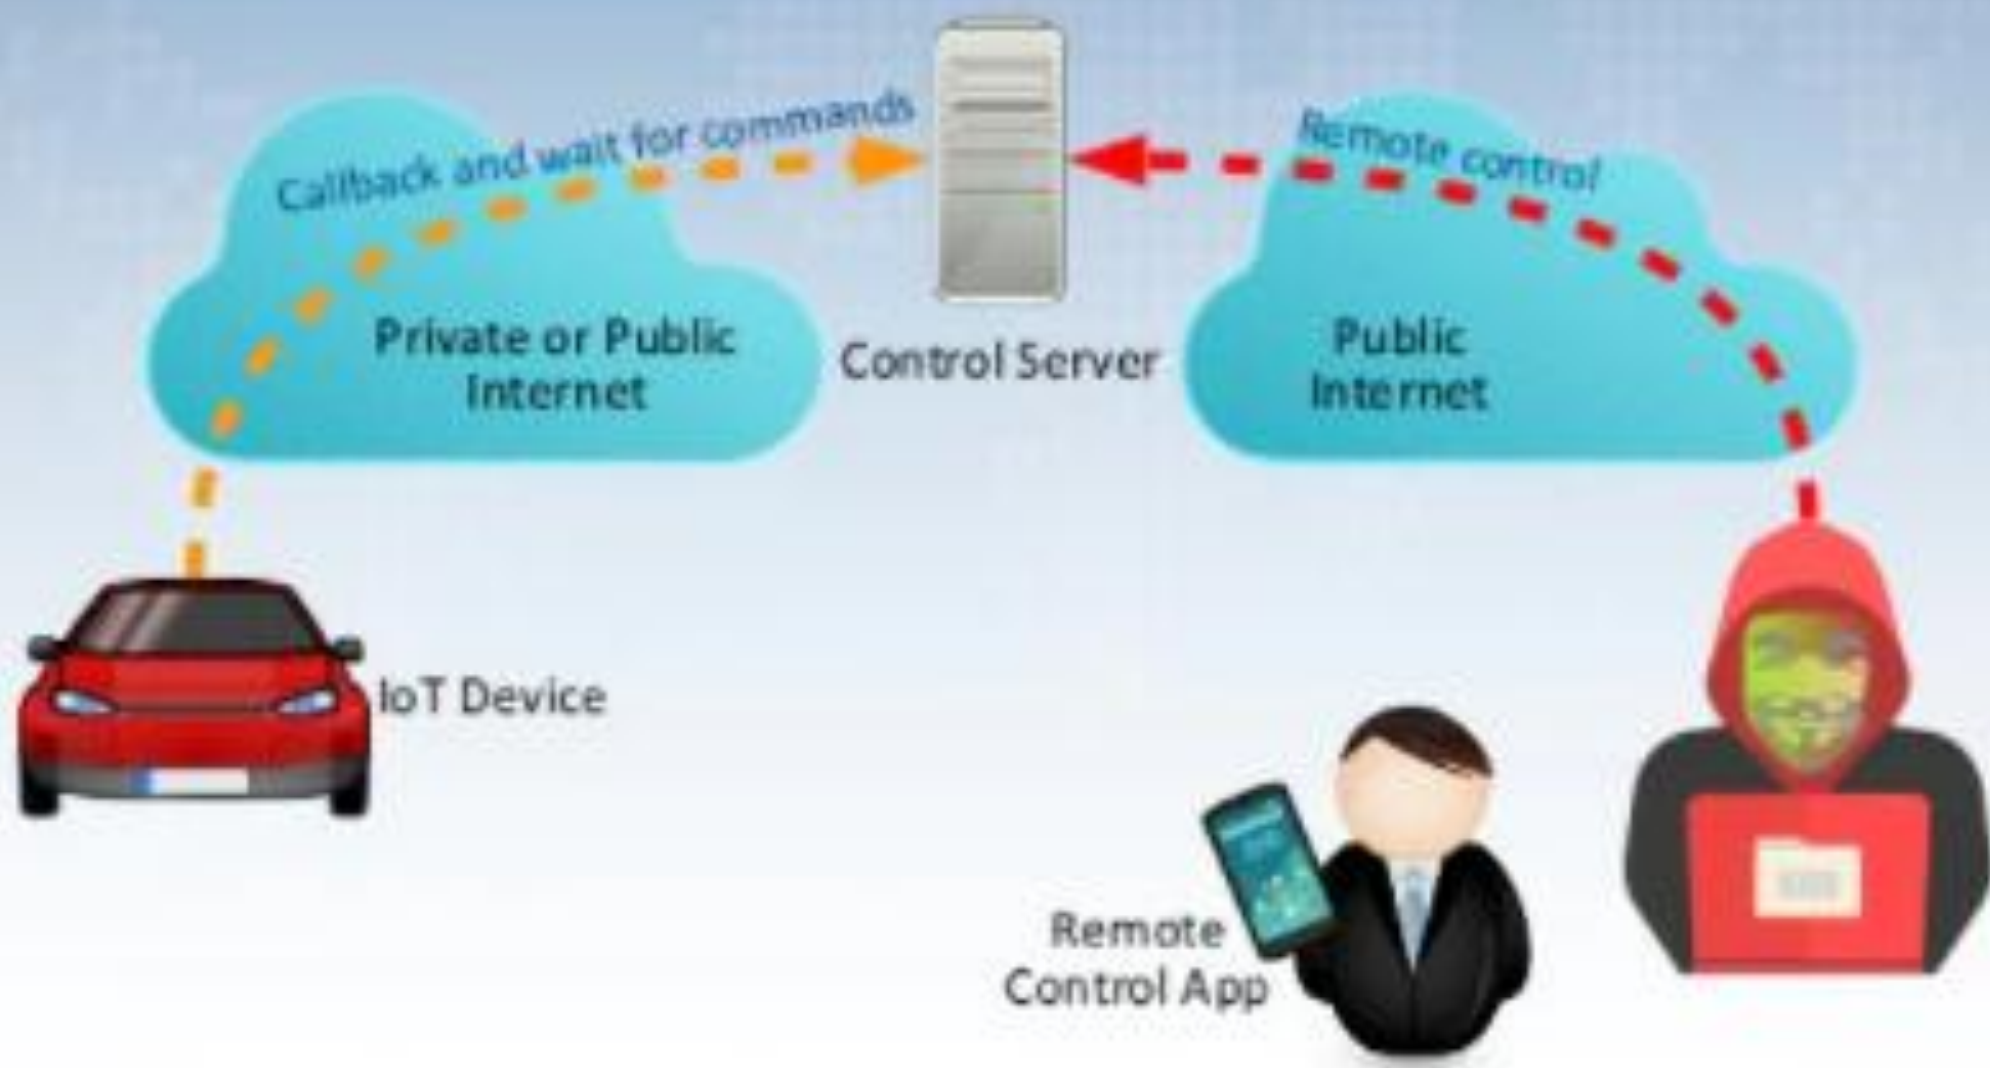 Callback and wait for commands
Remote control
Private or Public
Internet
Control Server
Public
Internet
IoT Device
Remote
Control App